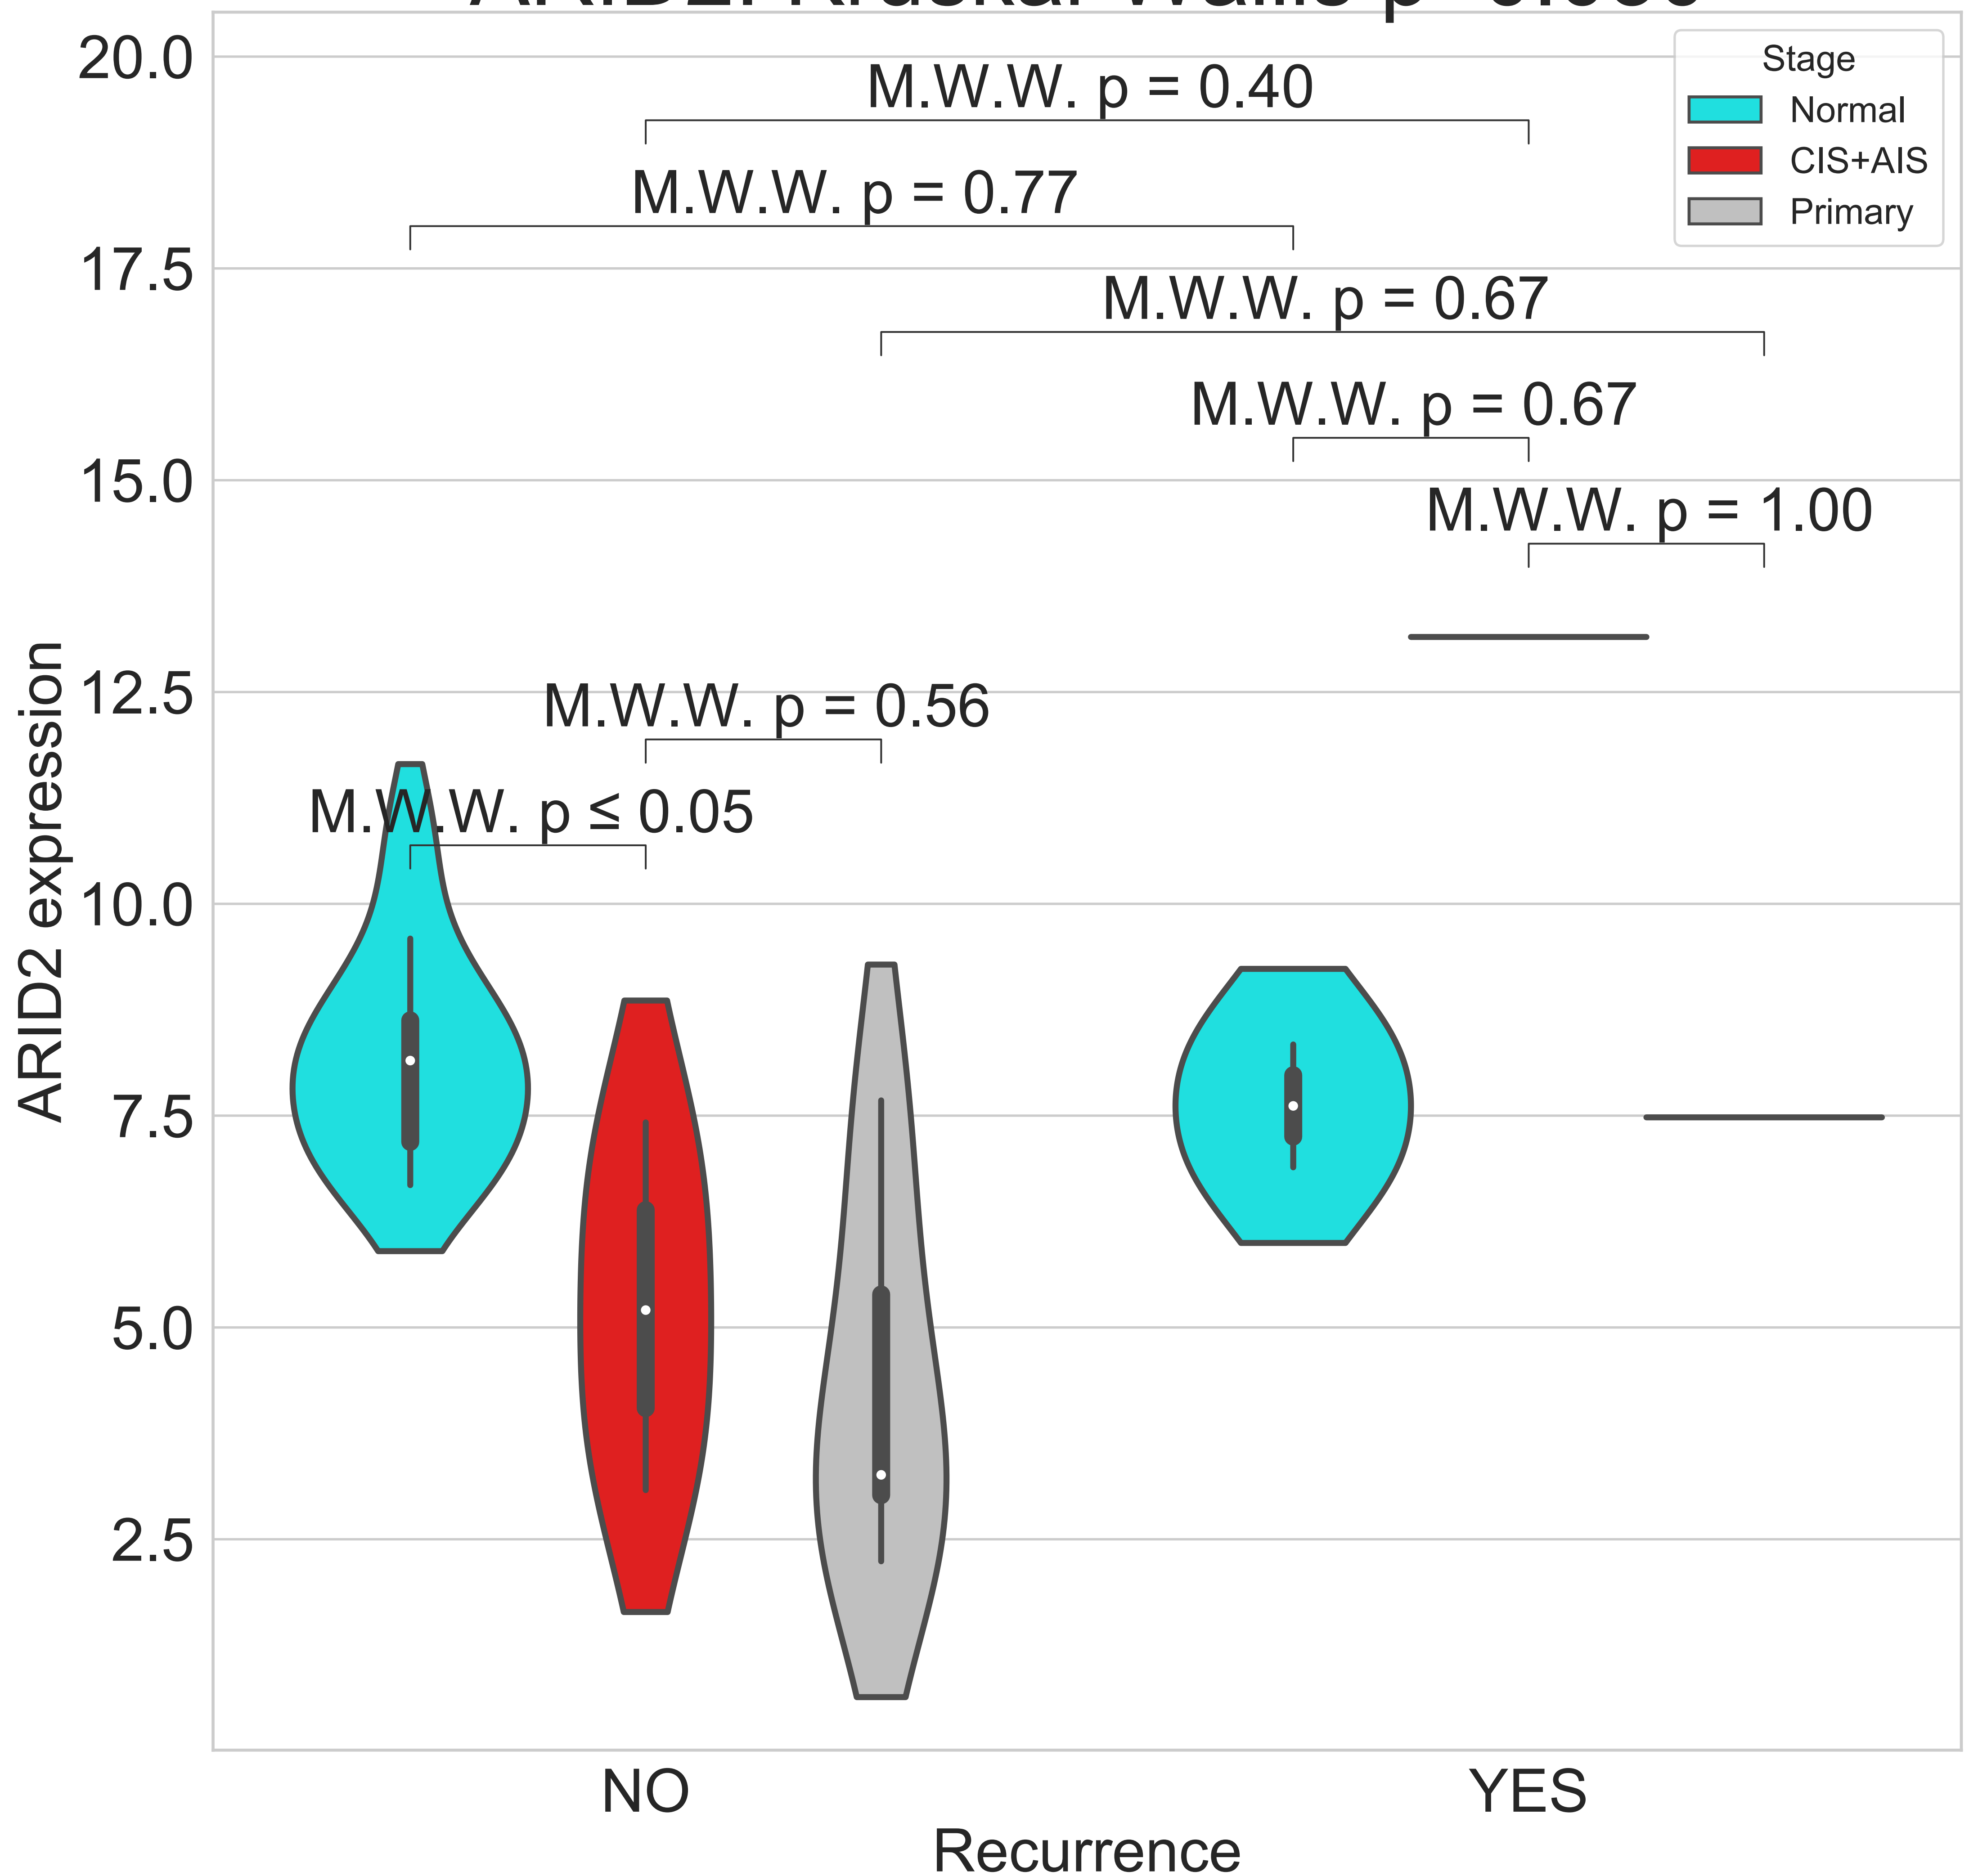 20.0
17.5
15.0
12.5
10.0
7.5
5.0
2.5
ARID2 expression
Stage
Normal
CIS+AIS
Primary
M.W.W. p = 0.40
M.W.W. p = 0.77
M.W.W. p = 0.67
M.W.W. p = 0.67
M.W.W. p = 1.00
M.W.W. p = 0.56
M.W.W. p ≤ 0.05
NO
YES
Recurrence